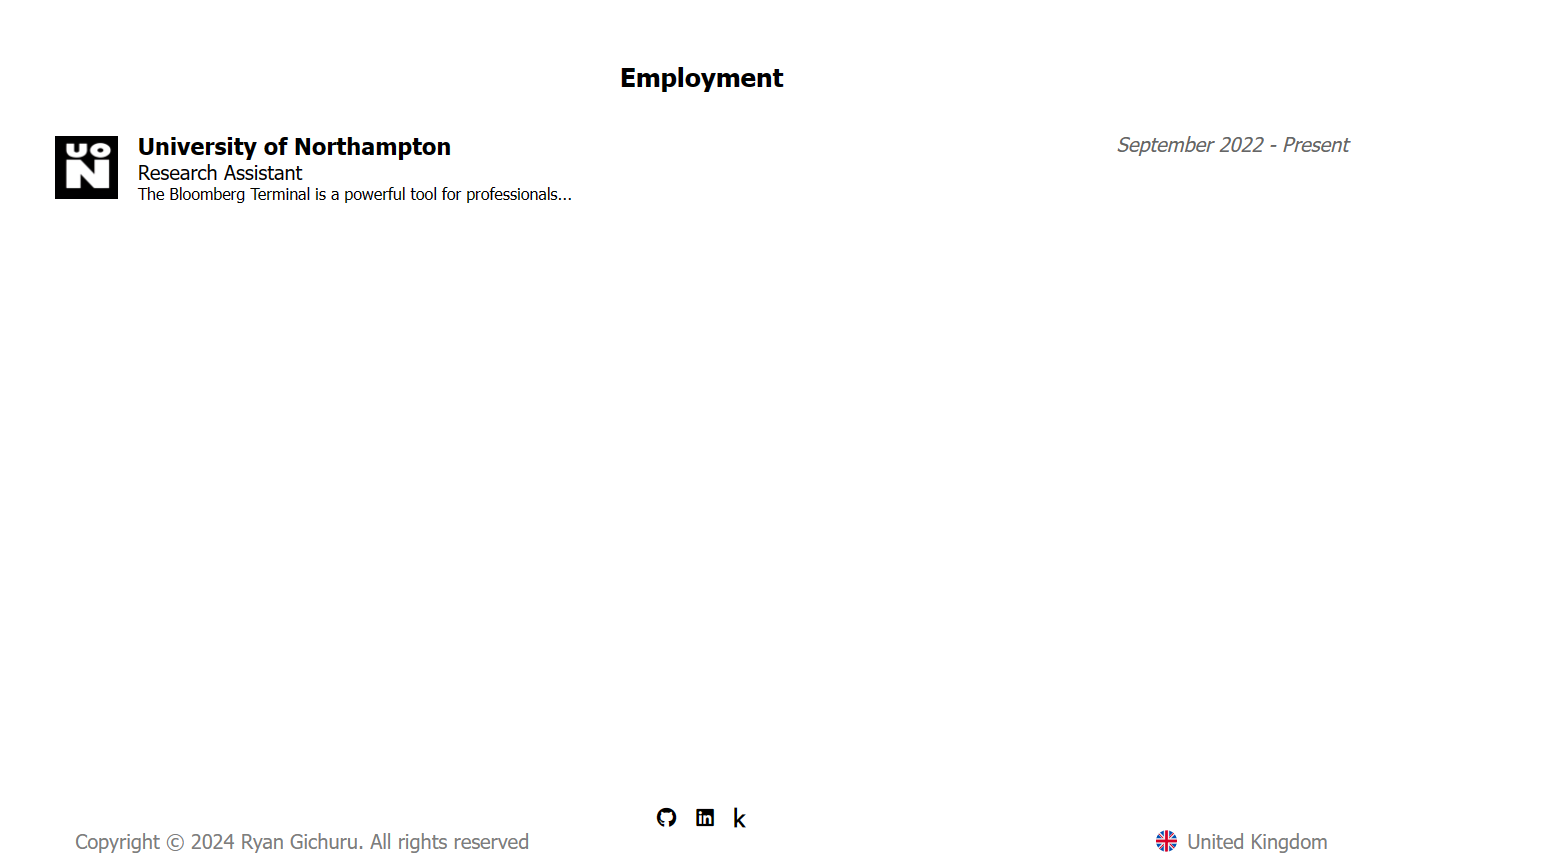 Employment
UON
University of Northampton
September 2022 - Present
Research Assistant
The Bloomberg Terminal is a powerful tool for professionals...
in k
Copyright © 2024 Ryan Gichuru. All rights reserved
United Kingdom